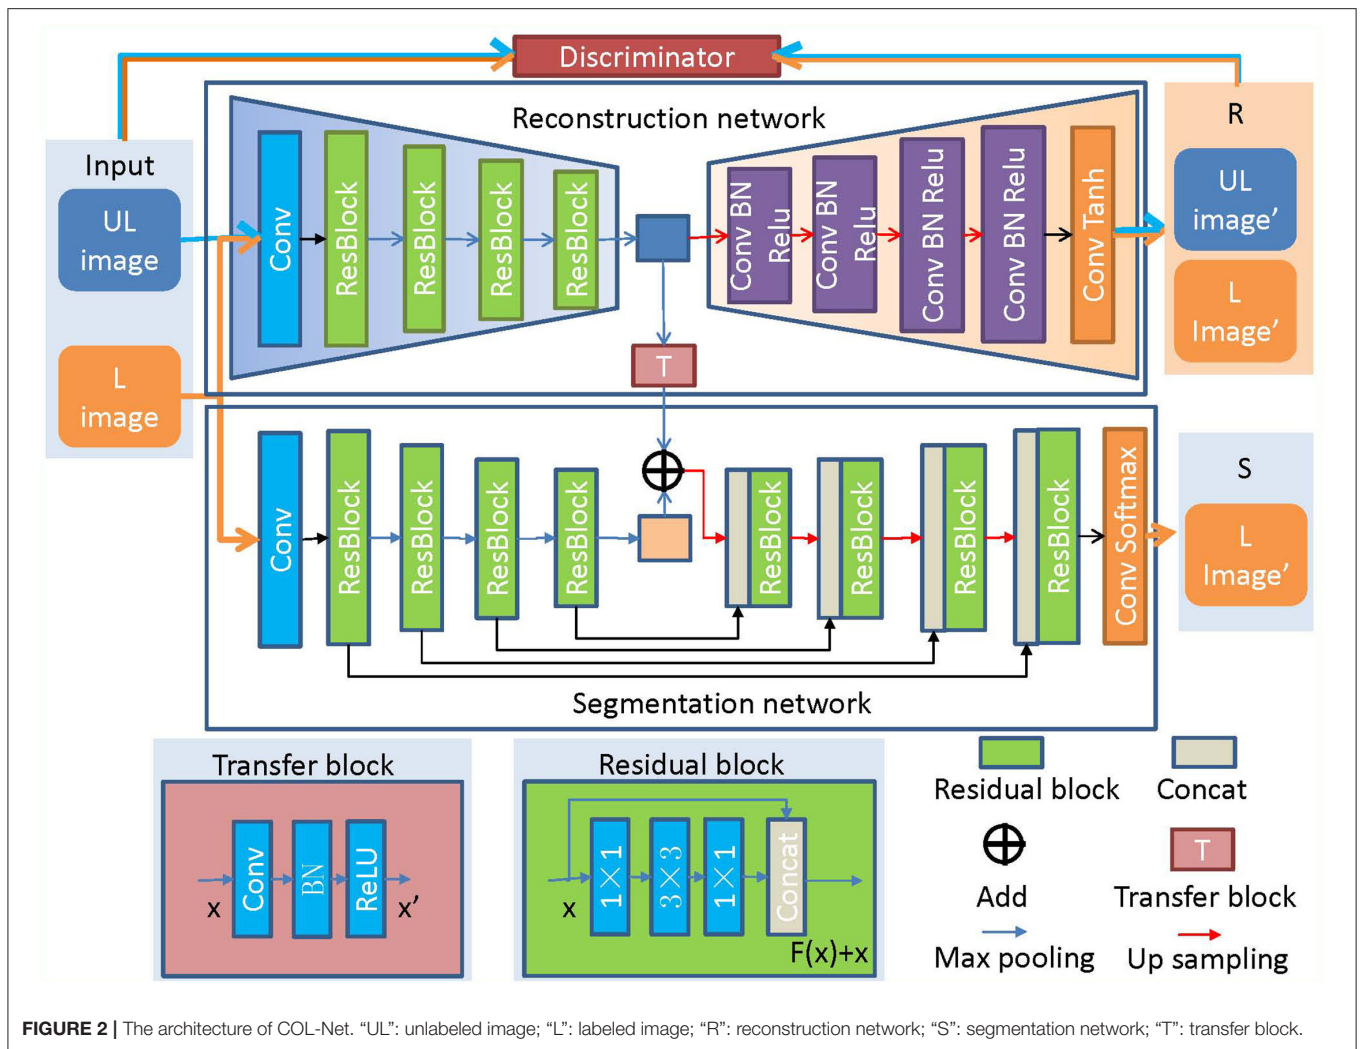 Discriminator
Reconstruction network
Input
UL
image
L
image
Conv
ResBlock
ResBlock
ResBlock
ResBlock
Conv BN
Relu
Conv BN
Relu
Conv BN Relu
Conv BN Relu
Conv Tanh
R
UL
image’
L
Image’
T
Conv
ResBlock
ResBlock
ResBlock
ResBlock
ResBlock
ResBlock
ResBlock
ResBlock
Conv Softmax
S
L
Image’
Segmentation network
Transfer block
x
Conv
BN
ReLU
x’
Residual block
x
1×1
3×3
1×1
Concat
F(x)+x
Residual block
Concat
Add
T
Transfer block
Max pooling
Up sampling
FIGURE 2 | The architecture of COL-Net. “UL”: unlabeled image; “L”: labeled image; “R”: reconstruction network; “S”: segmentation network; “T”: transfer block.